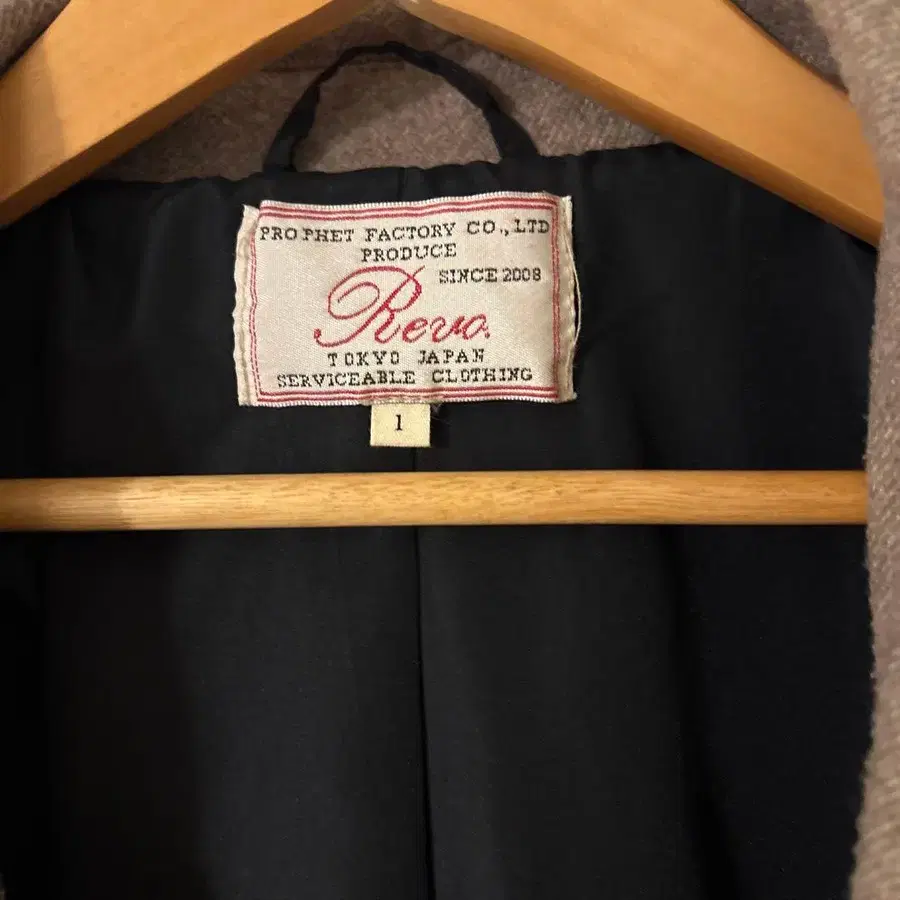 PROPHET FACTORY CO., LTD
PRODUCE
SINCE 2008
Revo.
TOKYO JAPAN
SERVICEABLE CLOTHING
1